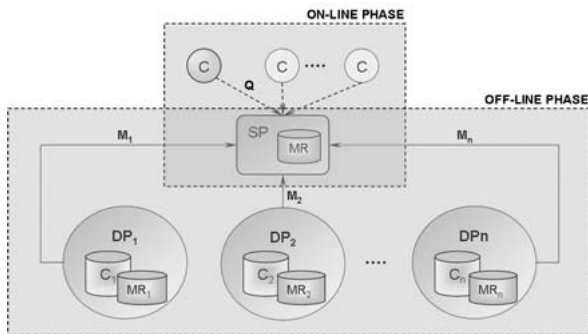 ON-LINE PHASE
C C .... C
Q
OFF-LINE PHASE
SP
MR
M1 Mn
M2
DP1 DP2 DPn
....
C1 C2 Cn
MR1 MR2 MRn